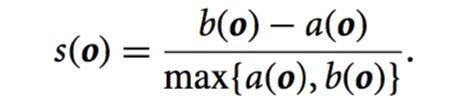 s(o) = b(o) − a(o) / max{a(o), b(o)}.